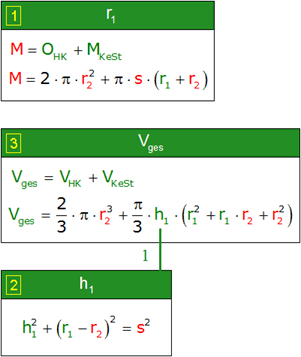 1 r₁
M = O_HK + M_KeSt
M = 2 · π · r₂² + π · s · (r₁ + r₂)
3 V_ges
V_ges = V_HK + V_KeSt
V_ges = 2/3 · π · r₂³ + π/3 · h₁ · (r₁² + r₁ · r₂ + r₂²)
1
2 h₁
h₁² + (r₁ − r₂)² = s²